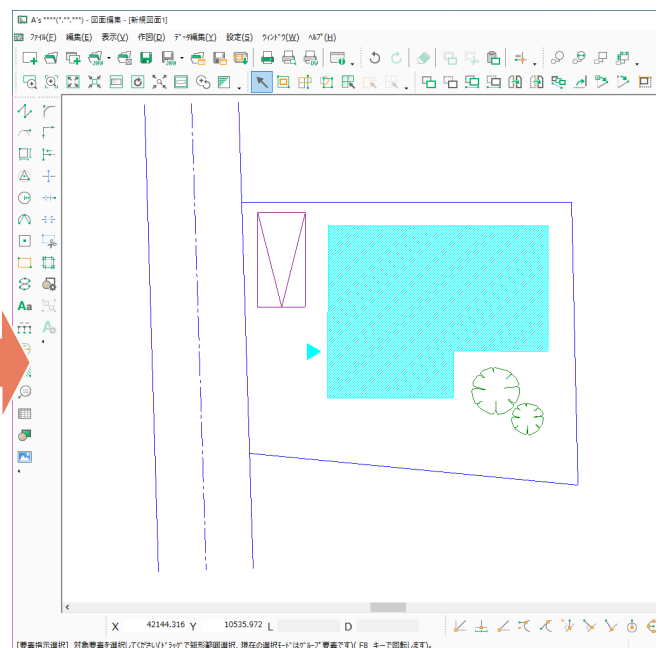 A's ****(*.**.***) - 図面編集 - [新規図面1]
ﾌｧｲﾙ(F) 編集(E) 表示(V) 作図(D) ﾃﾞｰﾀ編集(Y) 設定(S) ｳｨﾝﾄﾞｳ(W) ﾍﾙﾌﾟ(H)
Aa
X 42144.316 Y 10535.972 L D
[要素指示選択] 対象要素を選択してください(ﾄﾞﾗｯｸﾞで矩形範囲選択, 現在の選択ﾓｰﾄﾞはｸﾞﾙｰﾌﾟ要素です)( F8 キーで回転します)。